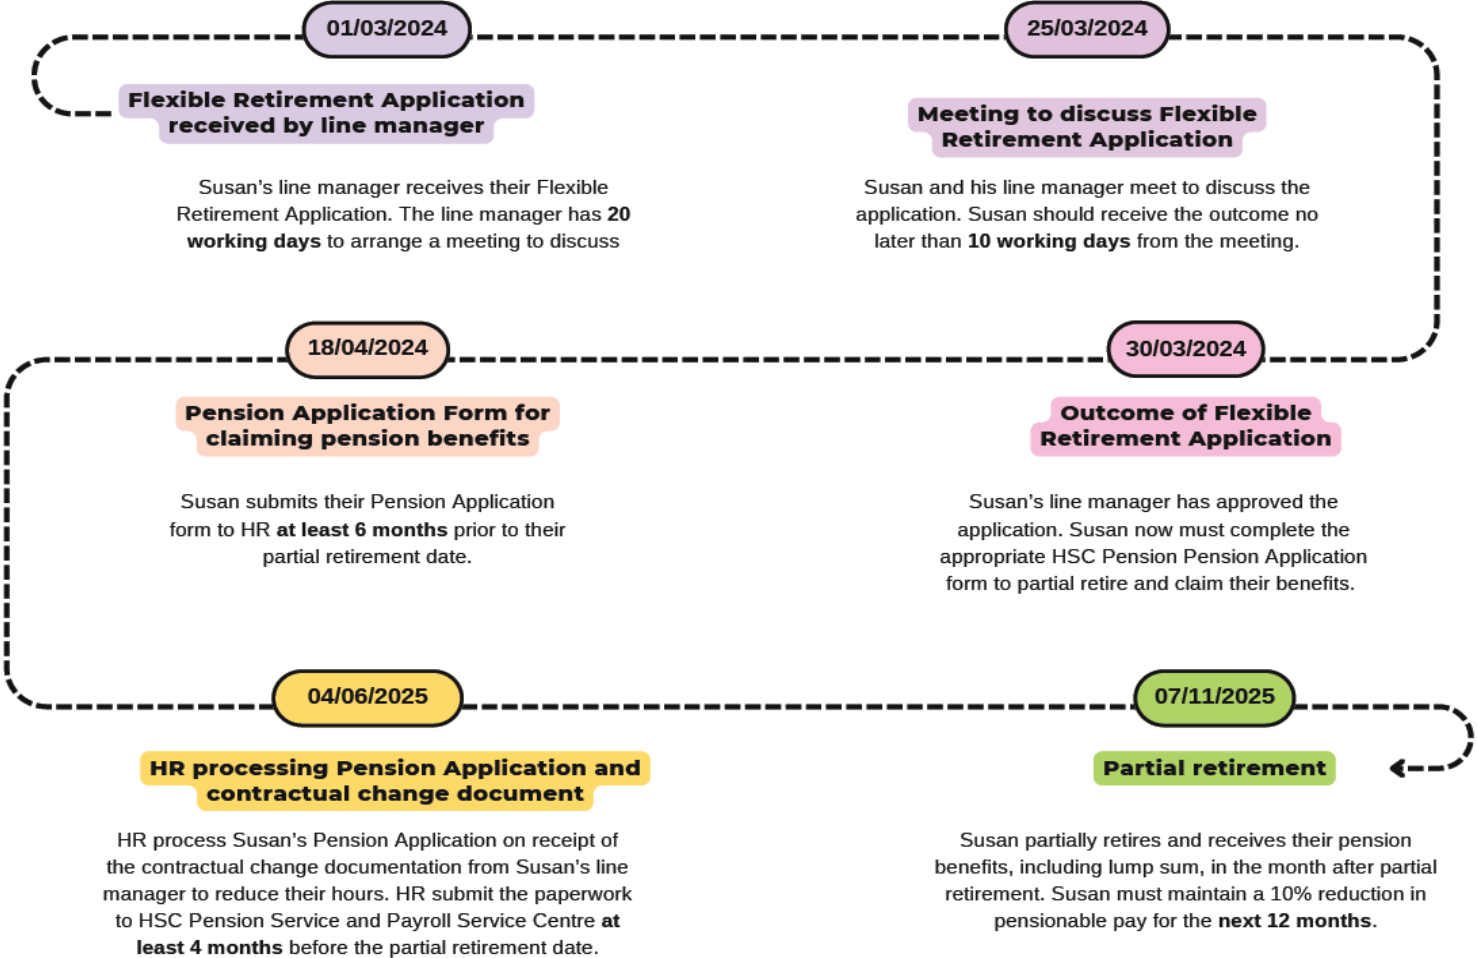 01/03/2024
Flexible Retirement Application
received by line manager
Susan's line manager receives their Flexible
Retirement Application. The line manager has 20
working days to arrange a meeting to discuss
25/03/2024
Meeting to discuss Flexible
Retirement Application
Susan and his line manager meet to discuss the
application. Susan should receive the outcome no
later than 10 working days from the meeting.
30/03/2024
Outcome of Flexible
Retirement Application
Susan's line manager has approved the
application. Susan now must complete the
appropriate HSC Pension Pension Application
form to partial retire and claim their benefits.
18/04/2024
Pension Application Form for
claiming pension benefits
Susan submits their Pension Application
form to HR at least 6 months prior to their
partial retirement date.
04/06/2025
HR processing Pension Application and
contractual change document
HR process Susan's Pension Application on receipt of
the contractual change documentation from Susan's line
manager to reduce their hours. HR submit the paperwork
to HSC Pension Service and Payroll Service Centre at
least 4 months before the partial retirement date.
07/11/2025
Partial retirement
Susan partially retires and receives their pension
benefits, including lump sum, in the month after partial
retirement. Susan must maintain a 10% reduction in
pensionable pay for the next 12 months.